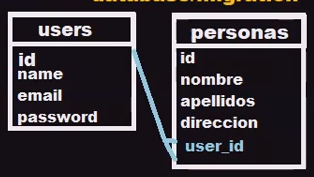 users
id
name
email
password
personas
id
nombre
apellidos
direccion
user_id